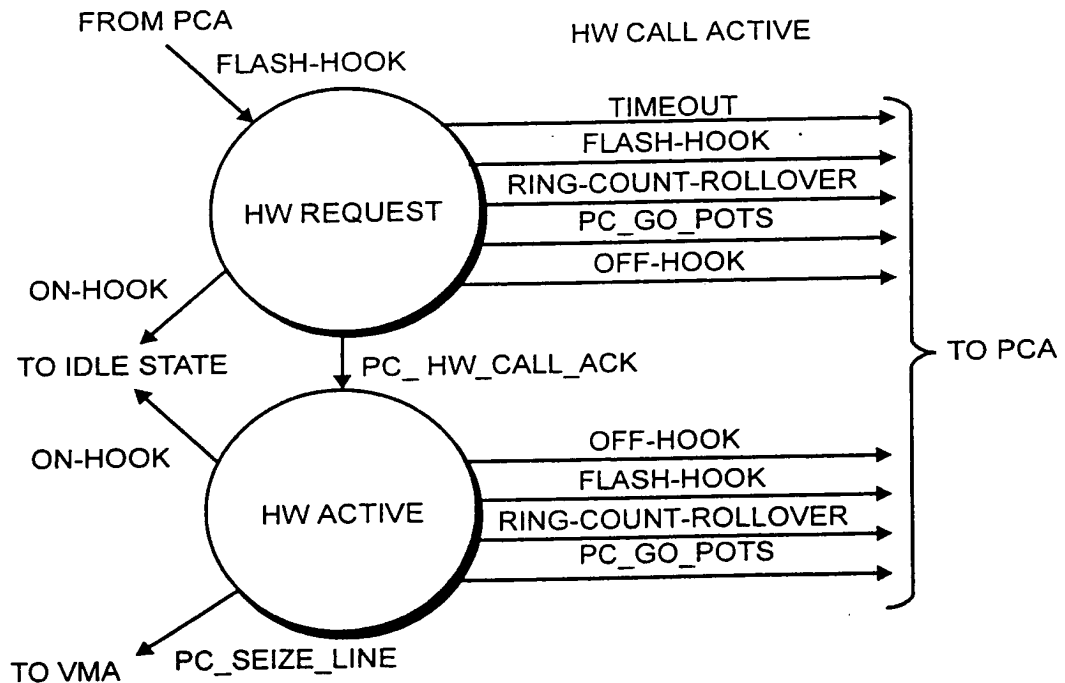 FROM PCA
HW CALL ACTIVE
FLASH-HOOK
TIMEOUT
FLASH-HOOK
RING-COUNT-ROLLOVER
HW REQUEST
PC_GO_POTS
OFF-HOOK
ON-HOOK
TO IDLE STATE
PC_ HW_CALL_ACK
TO PCA
ON-HOOK
OFF-HOOK
FLASH-HOOK
HW ACTIVE
RING-COUNT-ROLLOVER
PC_GO_POTS
TO VMA
PC_SEIZE_LINE